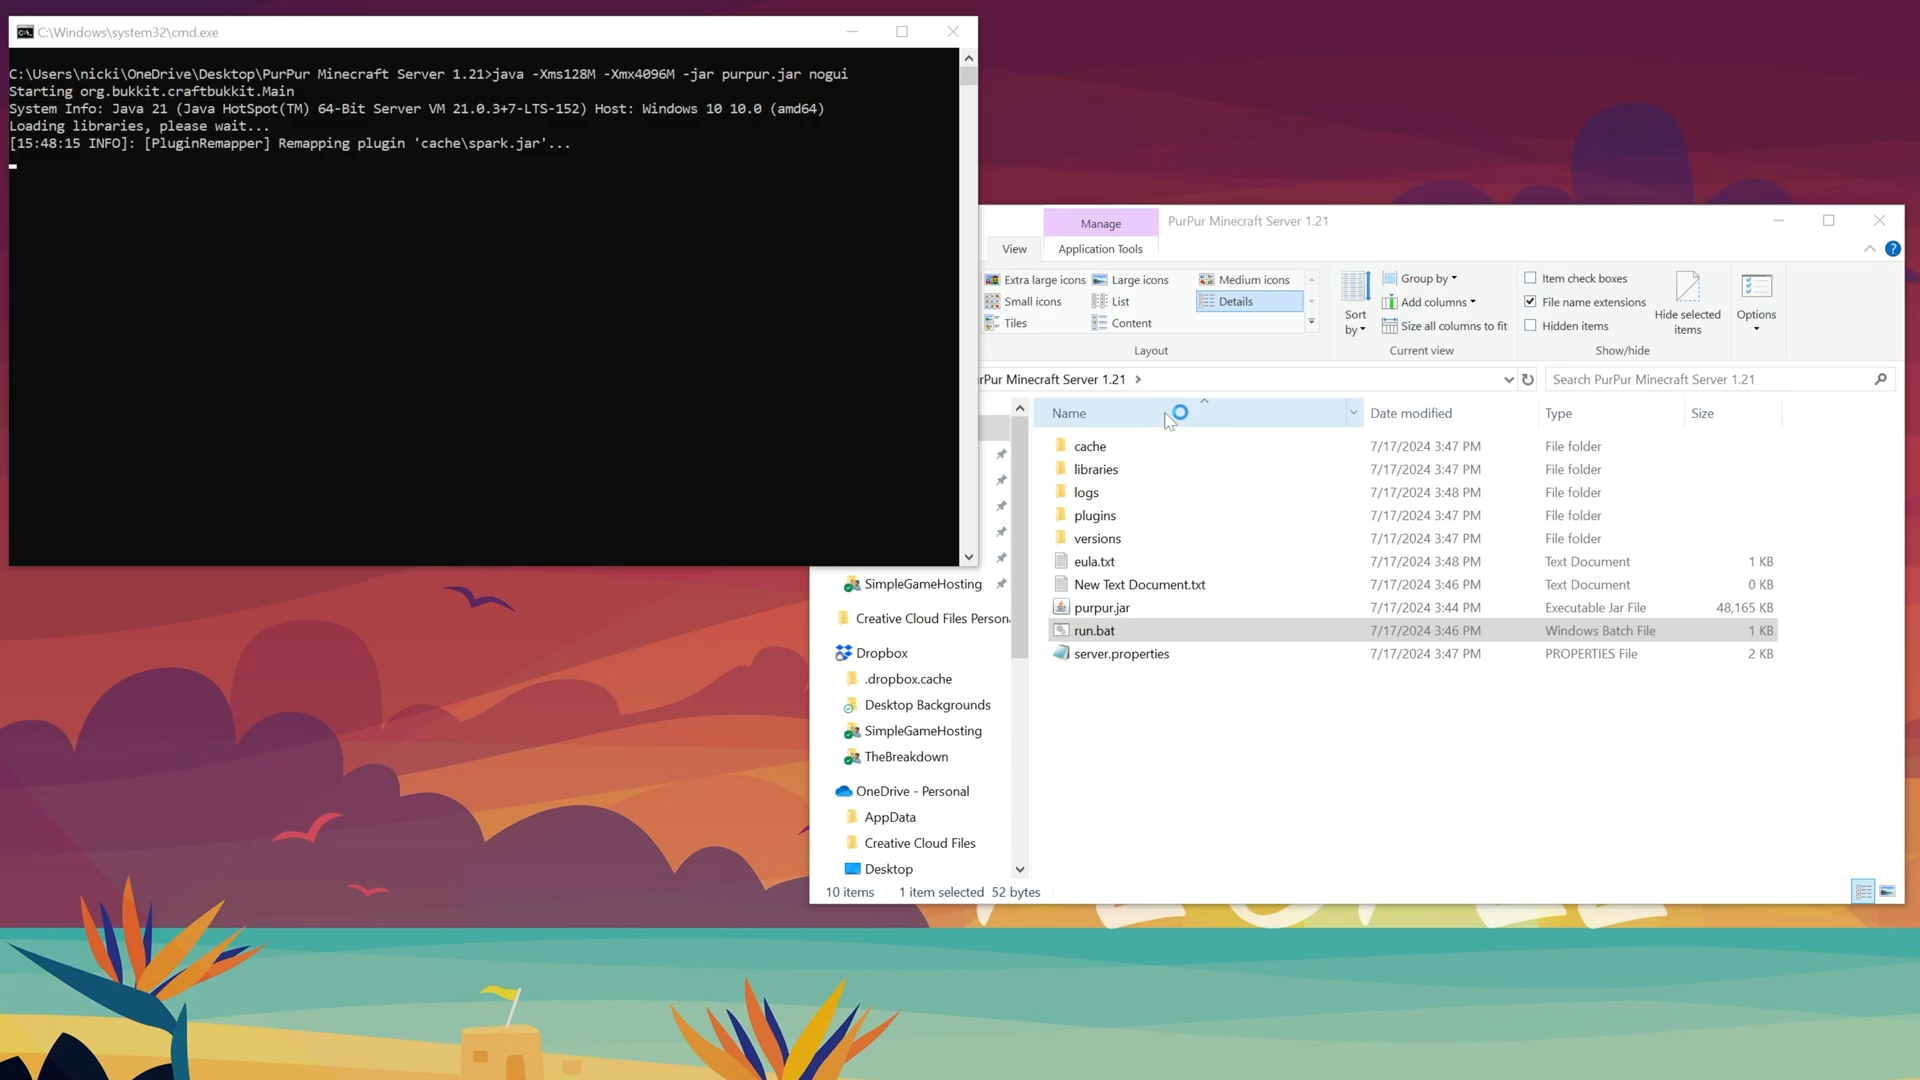 C:\Windows\system32\cmd.exe
C:\Users\nicki\OneDrive\Desktop\PurPur Minecraft Server 1.21>java -Xms128M -Xmx4096M -jar purpur.jar nogui
Starting org.bukkit.craftbukkit.Main
System Info: Java 21 (Java HotSpot(TM) 64-Bit Server VM 21.0.3+7-LTS-152) Host: Windows 10 10.0 (amd64)
Loading libraries, please wait...
[15:48:15 INFO]: [PluginRemapper] Remapping plugin 'cache\spark.jar'...
Manage PurPur Minecraft Server 1.21
View Application Tools
Extra large icons Large icons Medium icons
Small icons List Details
Tiles Content
Layout
Sort by
Group by
Add columns
Size all columns to fit
Current view
Item check boxes
File name extensions
Hidden items
Hide selected items
Show/hide
Options
rPur Minecraft Server 1.21 >
Search PurPur Minecraft Server 1.21
Name Date modified Type Size
cache 7/17/2024 3:47 PM File folder
libraries 7/17/2024 3:47 PM File folder
logs 7/17/2024 3:48 PM File folder
plugins 7/17/2024 3:47 PM File folder
versions 7/17/2024 3:47 PM File folder
eula.txt 7/17/2024 3:48 PM Text Document 1 KB
New Text Document.txt 7/17/2024 3:46 PM Text Document 0 KB
purpur.jar 7/17/2024 3:44 PM Executable Jar File 48,165 KB
run.bat 7/17/2024 3:46 PM Windows Batch File 1 KB
server.properties 7/17/2024 3:47 PM PROPERTIES File 2 KB
SimpleGameHosting
Creative Cloud Files Person
Dropbox
.dropbox.cache
Desktop Backgrounds
SimpleGameHosting
TheBreakdown
OneDrive - Personal
AppData
Creative Cloud Files
Desktop
10 items 1 item selected 52 bytes